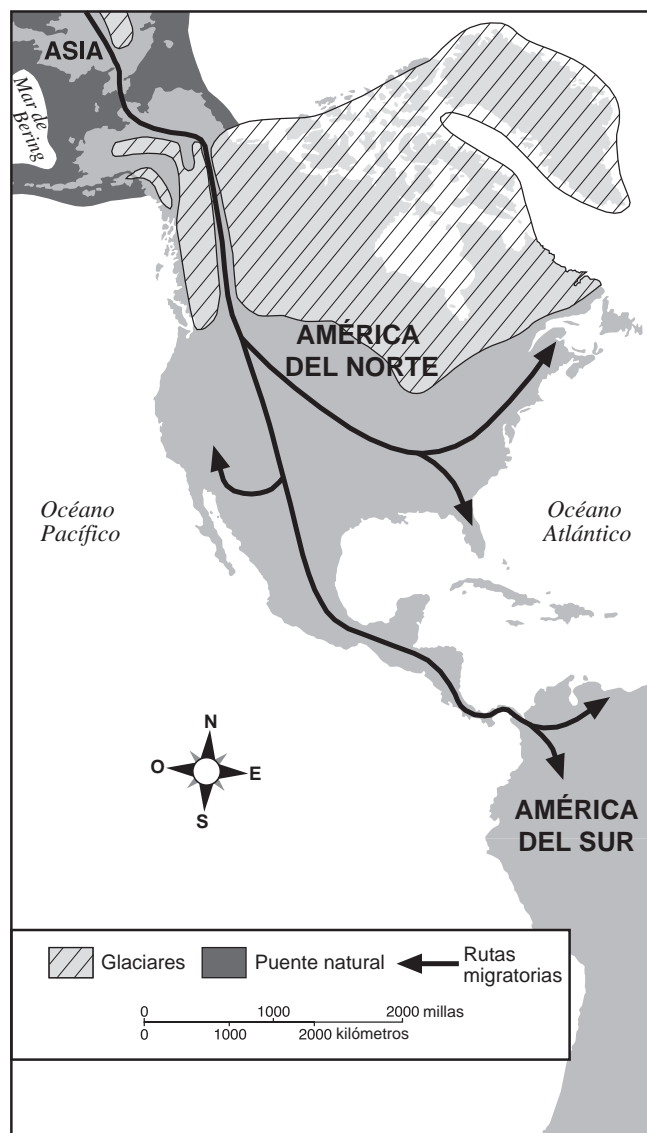 ASIA
Mar de
Bering
AMÉRICA
DEL NORTE
Océano
Pacífico
Océano
Atlántico
N
O
E
S
AMÉRICA
DEL SUR
Glaciares
Puente natural
Rutas
migratorias
0 1000 2000 millas
0 1000 2000 kilómetros